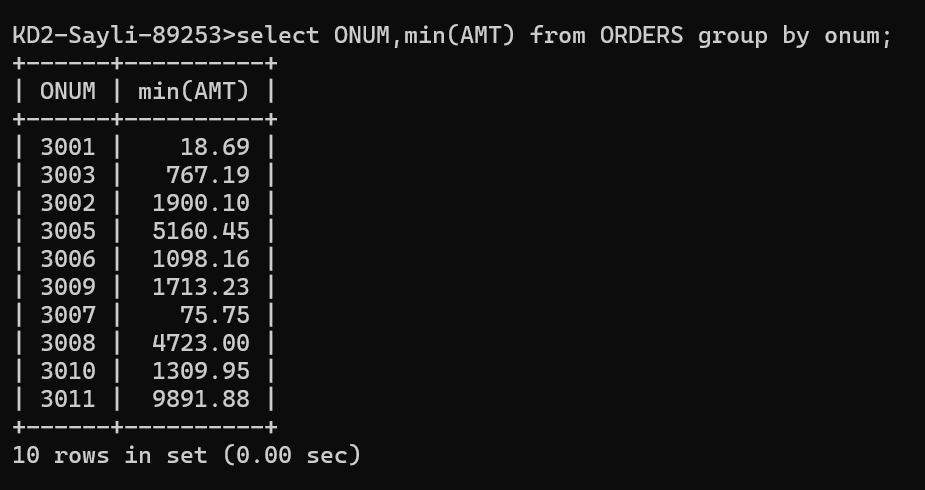 KD2-Sayli-89253>select ONUM,min(AMT) from ORDERS group by onum;
+------+----------+
| ONUM | min(AMT) |
+------+----------+
| 3001 |    18.69 |
| 3003 |   767.19 |
| 3002 |  1900.10 |
| 3005 |  5160.45 |
| 3006 |  1098.16 |
| 3009 |  1713.23 |
| 3007 |    75.75 |
| 3008 |  4723.00 |
| 3010 |  1309.95 |
| 3011 |  9891.88 |
+------+----------+
10 rows in set (0.00 sec)